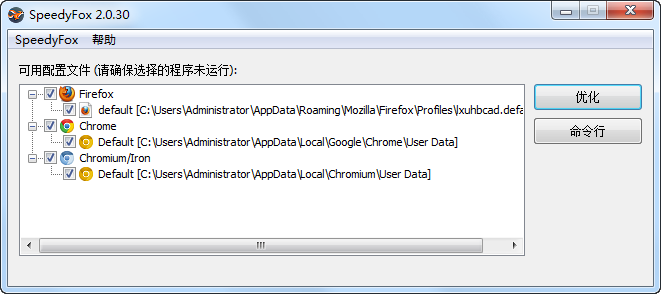 SpeedyFox 2.0.30
SpeedyFox 帮助
可用配置文件 (请确保选择的程序未运行):
Firefox
default [C:\Users\Administrator\AppData\Roaming\Mozilla\Firefox\Profiles\lxuhbcad.defa
Chrome
Default [C:\Users\Administrator\AppData\Local\Google\Chrome\User Data]
Chromium/Iron
Default [C:\Users\Administrator\AppData\Local\Chromium\User Data]
优化
命令行